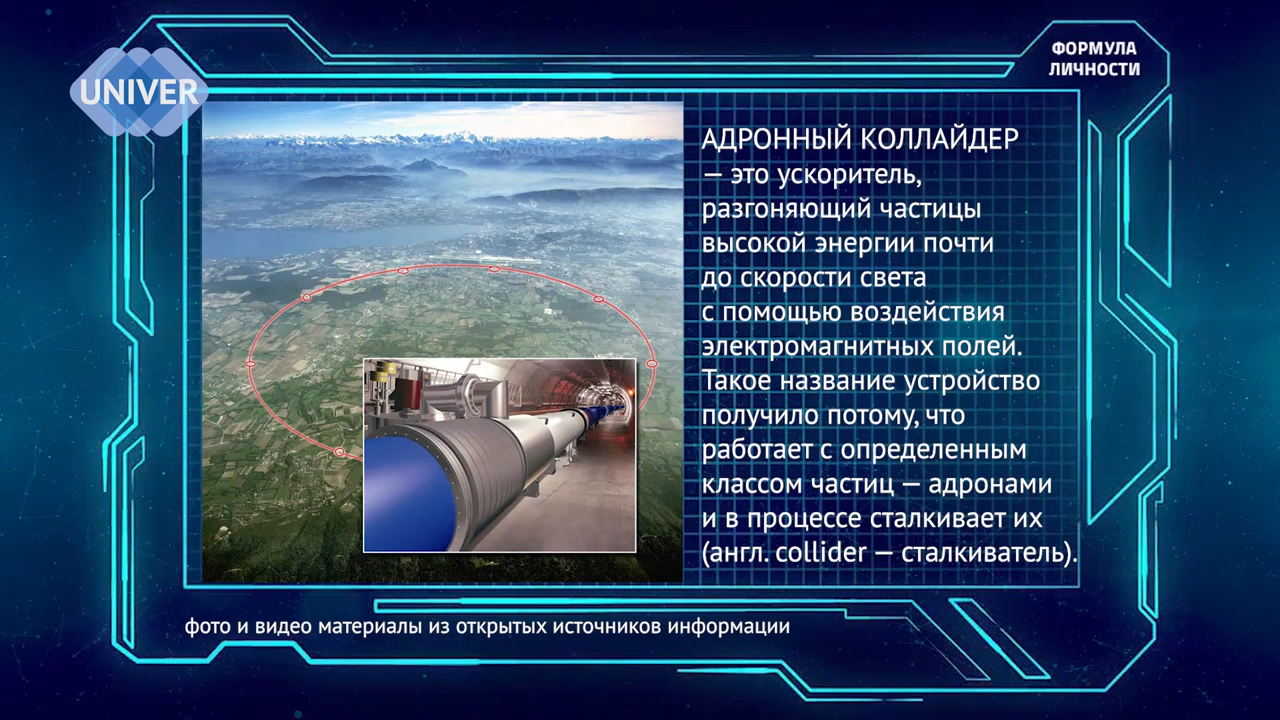 UNIVER
ФОРМУЛА
ЛИЧНОСТИ
АДРОННЫЙ КОЛЛАЙДЕР
— это ускоритель,
разгоняющий частицы
высокой энергии почти
до скорости света
с помощью воздействия
электромагнитных полей.
Такое название устройство
получило потому, что
работает с определенным
классом частиц — адронами
и в процессе сталкивает их
(англ. collider — сталкиватель).
фото и видео материалы из открытых источников информации